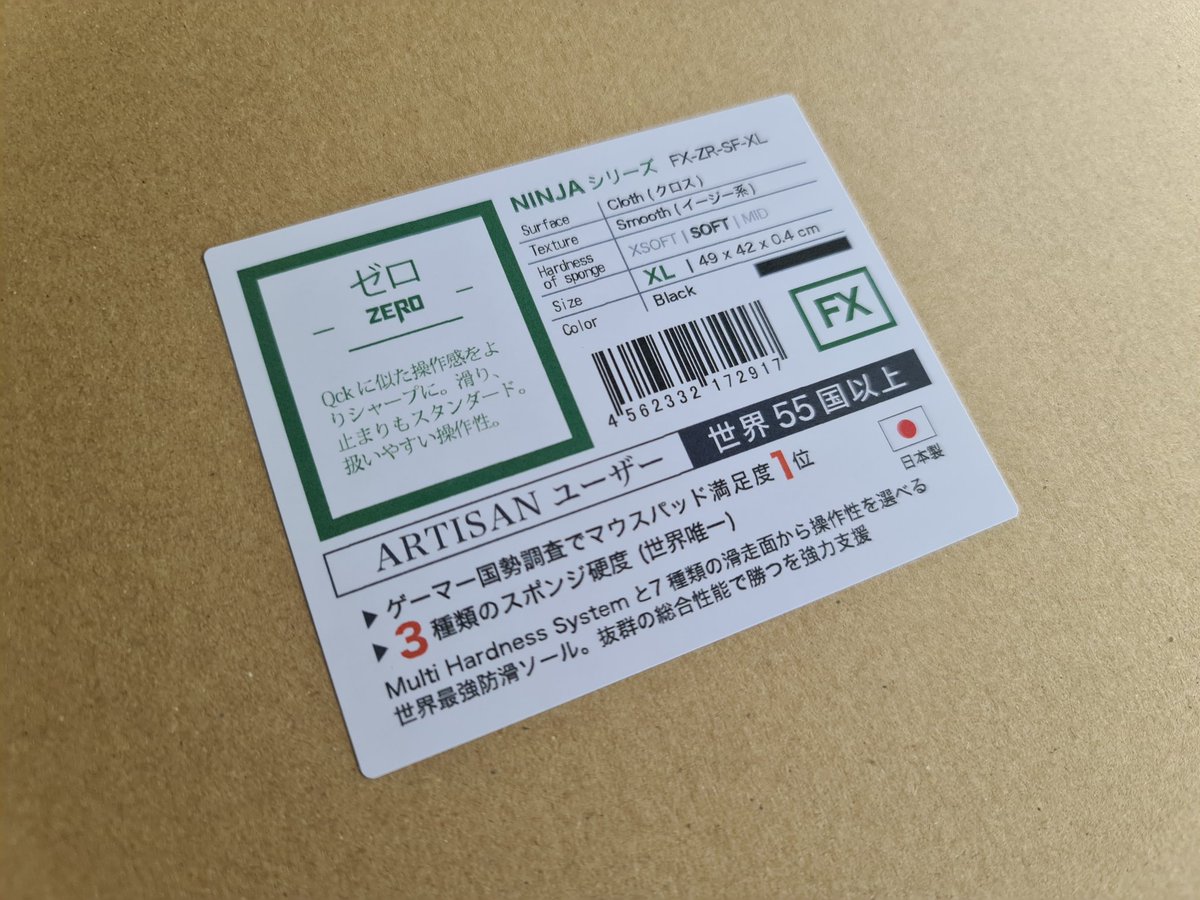 ゼロ
ZERO
Qck に似た操作感をよ
りシャープに。滑り、
止まりもスタンダード。
扱いやすい操作性。
NINJA シリーズ FX-ZR-SF-XL
Surface Cloth (クロス)
Texture Smooth (イージー系)
Hardness of sponge XSOFT | SOFT | MID
Size XL | 49 x 42 x 0.4 cm
Color Black
4 562332 172917
FX
ARTISAN ユーザー 世界 55 国以上
▶ ゲーマー国勢調査でマウスパッド満足度1位
▶ 3 種類のスポンジ硬度 (世界唯一)
日本製
Multi Hardness System と7 種類の滑走面から操作性を選べる
世界最強防滑ソール。抜群の総合性能で勝つを強力支援